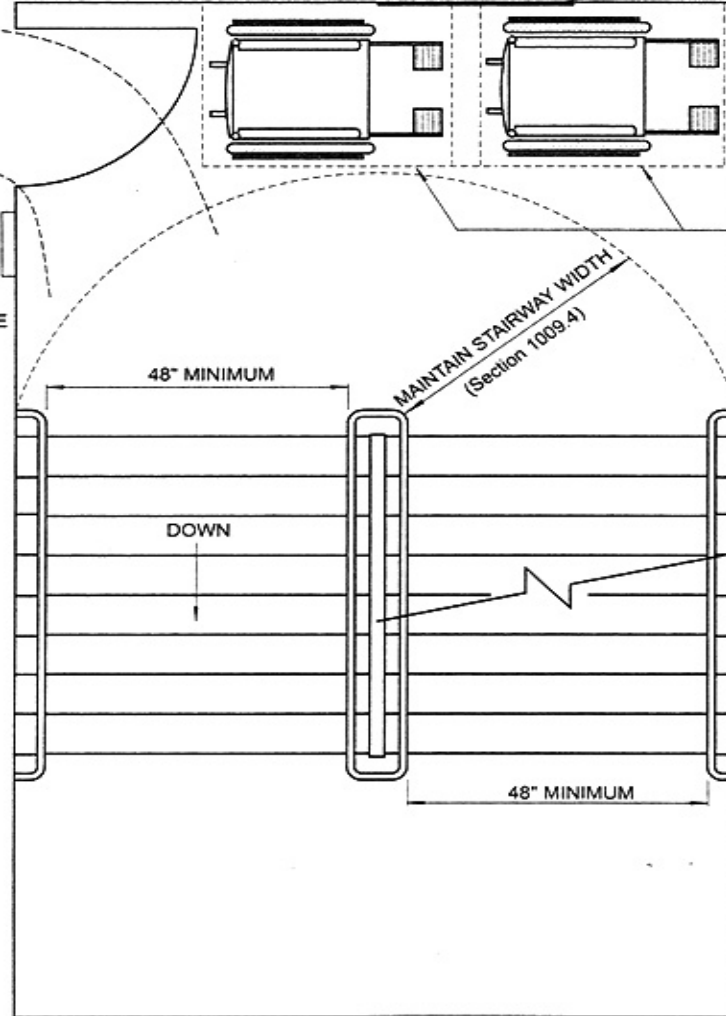 MAINTAIN STAIRWAY WIDTH
(Section 1009.4)
E
48" MINIMUM
DOWN
48" MINIMUM